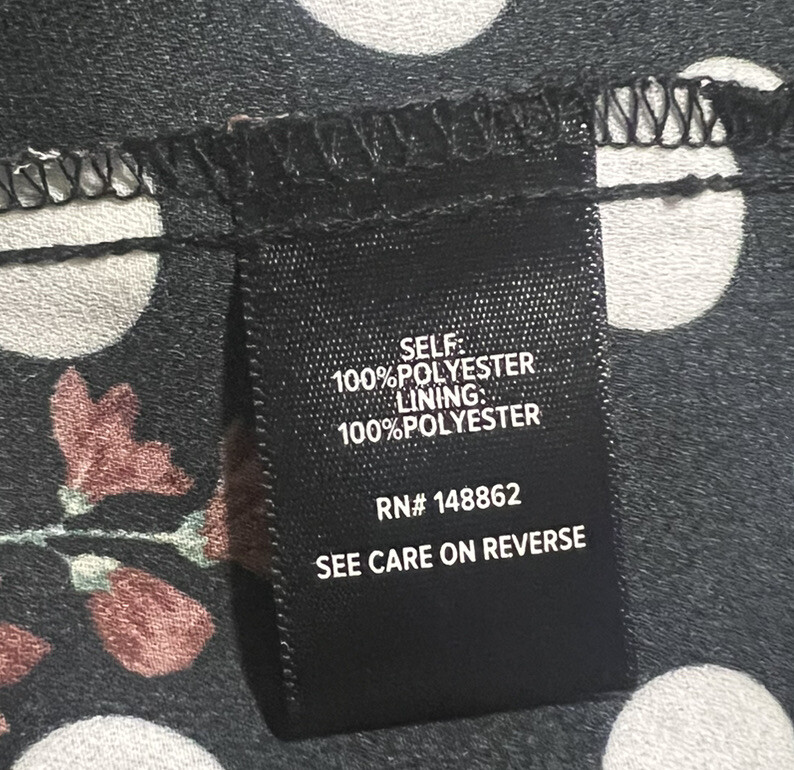 SELF:
100%POLYESTER
LINING:
100%POLYESTER
RN# 148862
SEE CARE ON REVERSE